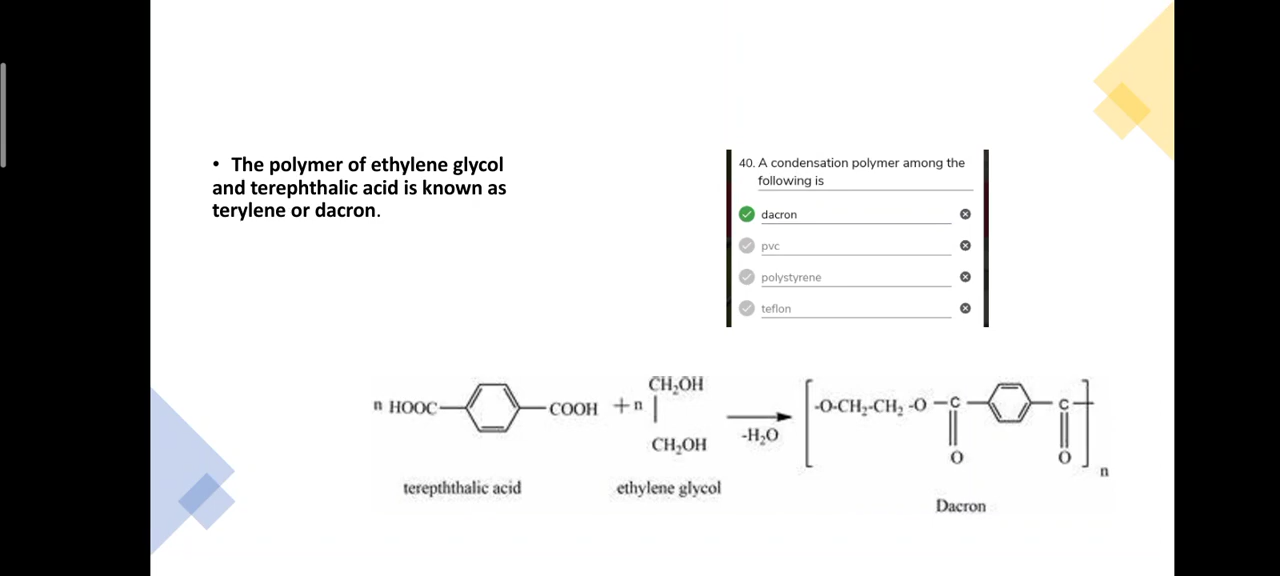 • The polymer of ethylene glycol
and terephthalic acid is known as
terylene or dacron.
40. A condensation polymer among the
following is
dacron
pvc
polystyrene
teflon
n HOOC- -COOH +n CH₂OH | CH₂OH -H₂O -O-CH₂-CH₂ -O -C || O C || O n
terepththalic acid ethylene glycol
Dacron